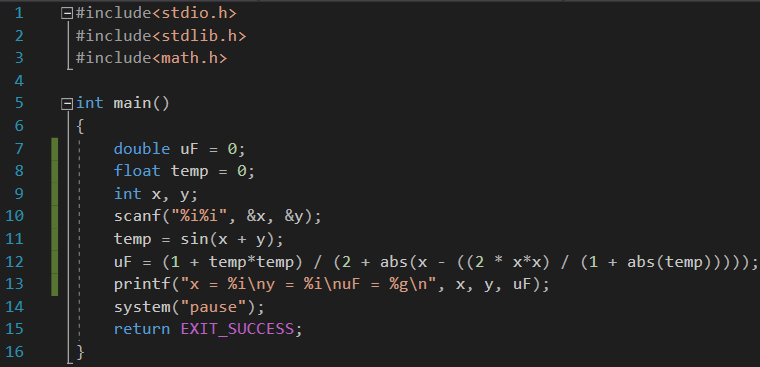 1 #include<stdio.h>
2 #include<stdlib.h>
3 #include<math.h>
4
5 int main()
6 {
7 double uF = 0;
8 float temp = 0;
9 int x, y;
10 scanf("%i%i", &x, &y);
11 temp = sin(x + y);
12 uF = (1 + temp*temp) / (2 + abs(x - ((2 * x*x) / (1 + abs(temp)))));
13 printf("x = %i\ny = %i\nuF = %g\n", x, y, uF);
14 system("pause");
15 return EXIT_SUCCESS;
16 }